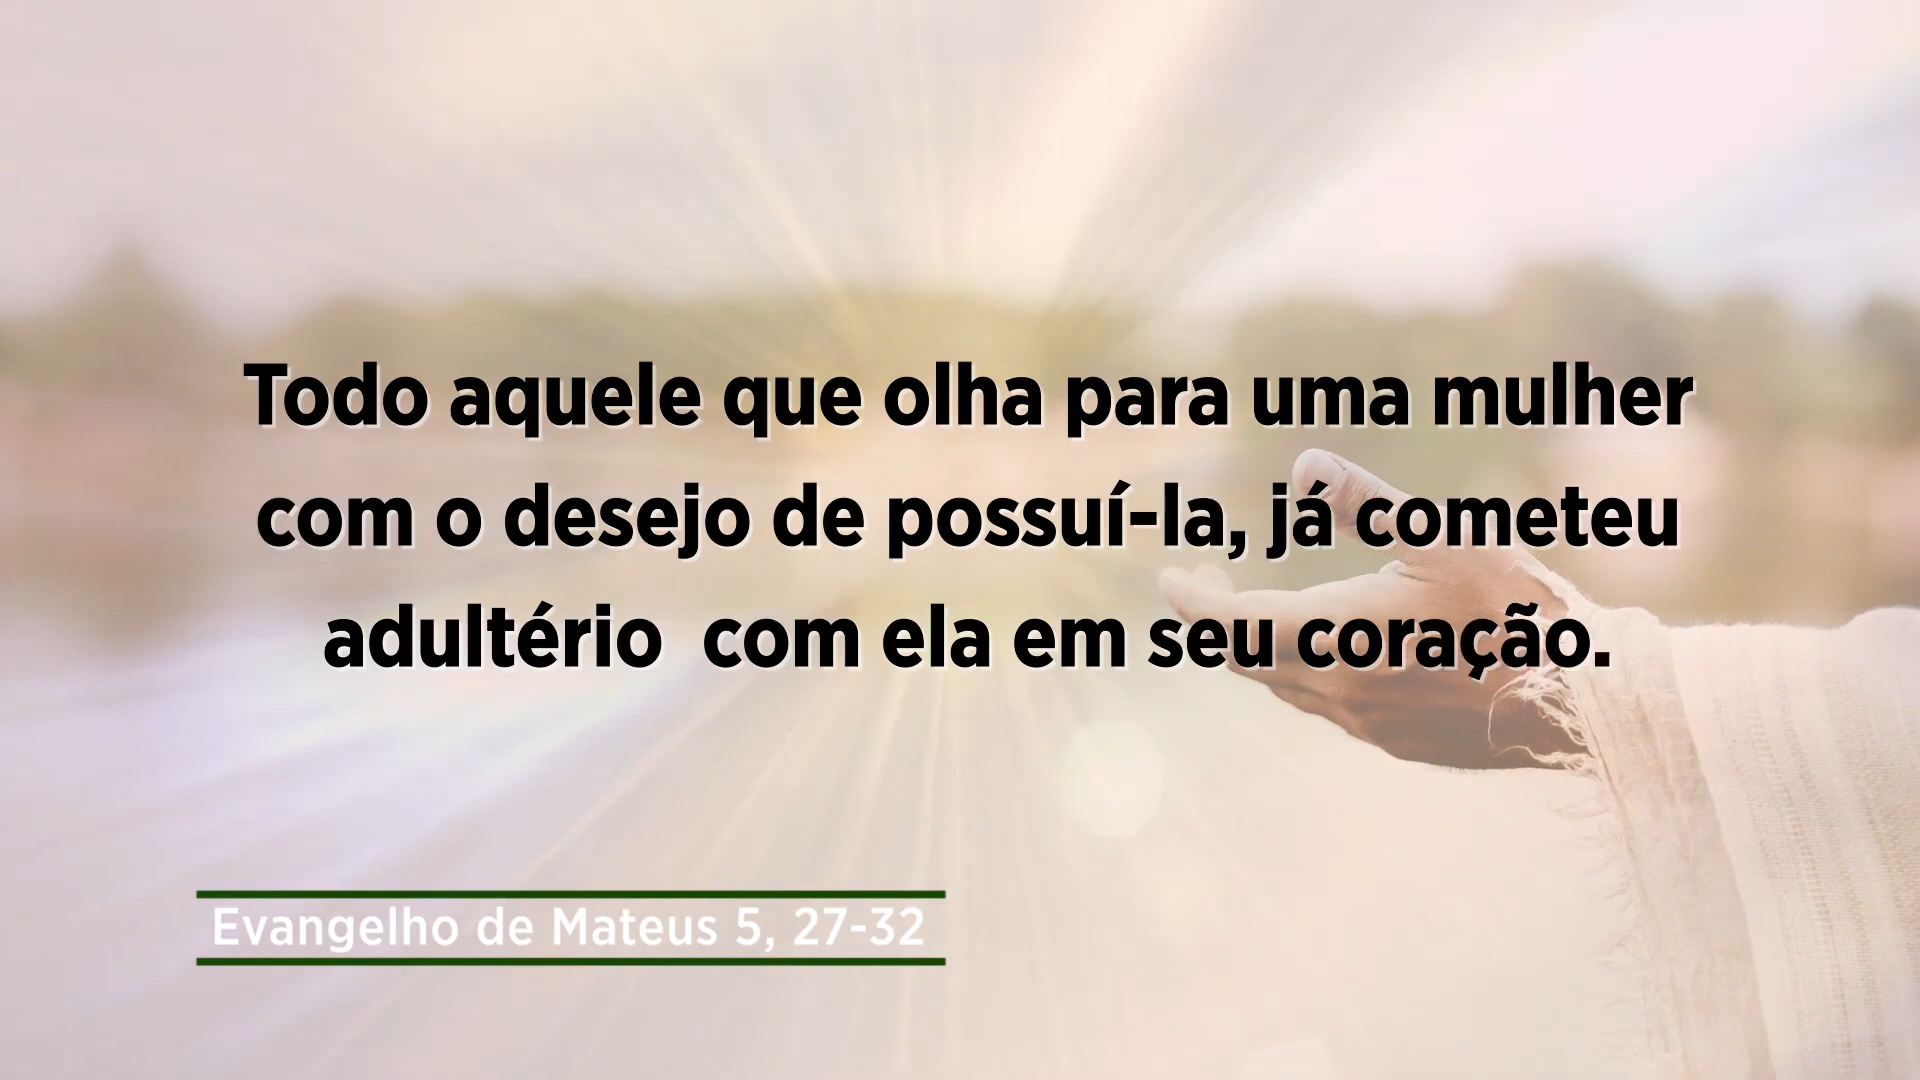 Todo aquele que olha para uma mulher
com o desejo de possuí-la, já cometeu
adultério  com ela em seu coração.
Evangelho de Mateus 5, 27-32